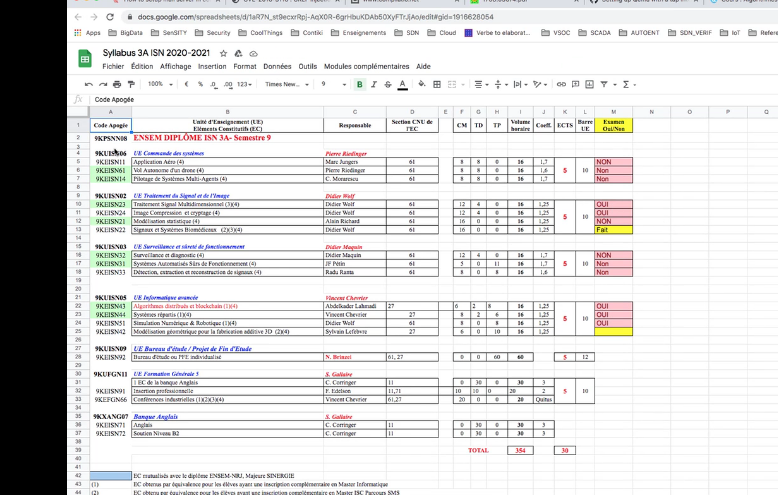 docs.google.com/spreadsheets/d/1aR7N_st9ecxrRpj-AqX0R-6grHbuKDAb50XyFTrJjAo/edit#gid=1916628054
Apps BigData SenSITY Security CoolThings Contiki Enseignements SDN Cloud Verbe to elaborat... VSOC SCADA AUTOENT SDN_VERIF IoT
Syllabus 3A ISN 2020-2021
Fichier Édition Affichage Insertion Format Données Outils Modules complémentaires Aide
100% € % .0 .00 123 Times New... 9 B I S A
fx Code Apogée
A B C D E F G H I J K L M N O P Q
1 Code Apogée Unité d'Enseignement (UE) Eléments Constitutifs (EC) Responsable Section CNU de l'EC CM TD TP Volume horaire Coeff. ECTS Barre UE Examen Oui/Non
2 9KPSNN08 ENSEM DIPLÔME ISN 3A- Semestre 9
3
4 9KUISN06 UE Commande des systèmes Pierre Riedinger
5 9KEISN11 Application Aéro (4) Marc Jungers 61 8 8 0 16 1,7 NON
6 9KEISN61 Vol Autonome d'un drone (4) Pierre Riedinger 61 8 8 0 16 1,6 5 10 Non
7 9KEISN14 Pilotage de Systèmes Multi-Agents (4) C. Morarescu 61 8 8 0 16 1,7 Non
8
9 9KUISN02 UE Traitement du Signal et de l'Image Didier Wolf
10 9KEISN23 Traitement Signal Multidimensionnel (3)(4) Didier Wolf 61 12 4 0 16 1,25 OUI
11 9KEISN24 Image Compression et cryptage (4) Didier Wolf 61 12 4 0 16 1,25 5 10 OUI
12 9KEISN21 Modélisation statistique (4) Alain Richard 61 16 0 0 16 1,25 OUI
13 9KEISN22 Signaux et Systèmes Biomédicaux (2)(3)(4) Didier Wolf 61 16 0 0 16 1,25 Fait
14
15 9KUISN03 UE Surveillance et sûreté de fonctionnement Didier Maquin
16 9KEISN32 Surveillance et diagnostic (4) Didier Maquin 61 12 4 0 16 1,7 NON
17 9KEISN31 Systèmes Automatisés Sûrs de Fonctionnement (4) JF Pétin 61 5 0 11 16 1,7 5 10 Non
18 9KEISN33 Détection, extraction et reconstruction de signaux (4) Radu Ranta 61 8 0 8 16 1,6 Non
19
20
21 9KUISN05 UE Informatique avancée Vincent Chevrier
22 9KEISN43 Algorithmes distribués et blockchain (1)(4) Abdelkader Lahmadi 27 6 2 8 16 1,25 OUI
23 9KEISN44 Systèmes répartis (1)(4) Vincent Chevrier 27 8 2 6 16 1,25 5 10 OUI
24 9KEISN51 Simulation Numérique & Robotique (1)(4) Didier Wolf 61 8 0 8 16 1,25 OUI
25 9KEISN42 Modélisation géométrique pour la fabrication additive 3D (2)(4) Sylvain Lefebvre 27 6 0 10 16 1,25
26
27 9KUISN09 UE Bureau d'étude / Projet de Fin d'Etude
28 9KEISN92 Bureau d'étude ou PFE individualisé N. Brinzei 61, 27 0 0 60 60 5 12
29
30 9KUFGN11 UE Formation Générale 5 S. Gallaire
31 1 EC de la banque Anglais C. Corringer 11 0 30 0 30 3
32 9KEISN91 Insertion professionnelle F. Edelson 11,71 10 10 0 20 2 5 10
33 9KEFGN66 Conférences industrielles (1)(2)(3)(4) Vincent Chevrier 61,27 20 0 0 20 Quitus
34
35 9KXANG07 Banque Anglais S. Gallaire
36 9KEISN71 Anglais C. Corringer 11 0 30 0 30 3
37 9KEISN72 Soutien Niveau B2 C. Corringer 11 0 30 0 30 3
38
39 TOTAL 354 30
40
41
42 EC mutualisés avec le diplôme ENSEM-NRJ, Majeure SINERGIE
43 (1) EC obtenus par équivalence pour les élèves ayant une inscription complémentaire en Master Informatique
44 (2) EC obtenu par équivalence pour les élèves ayant une inscription complémentaire en Master ISC Parcours SMS